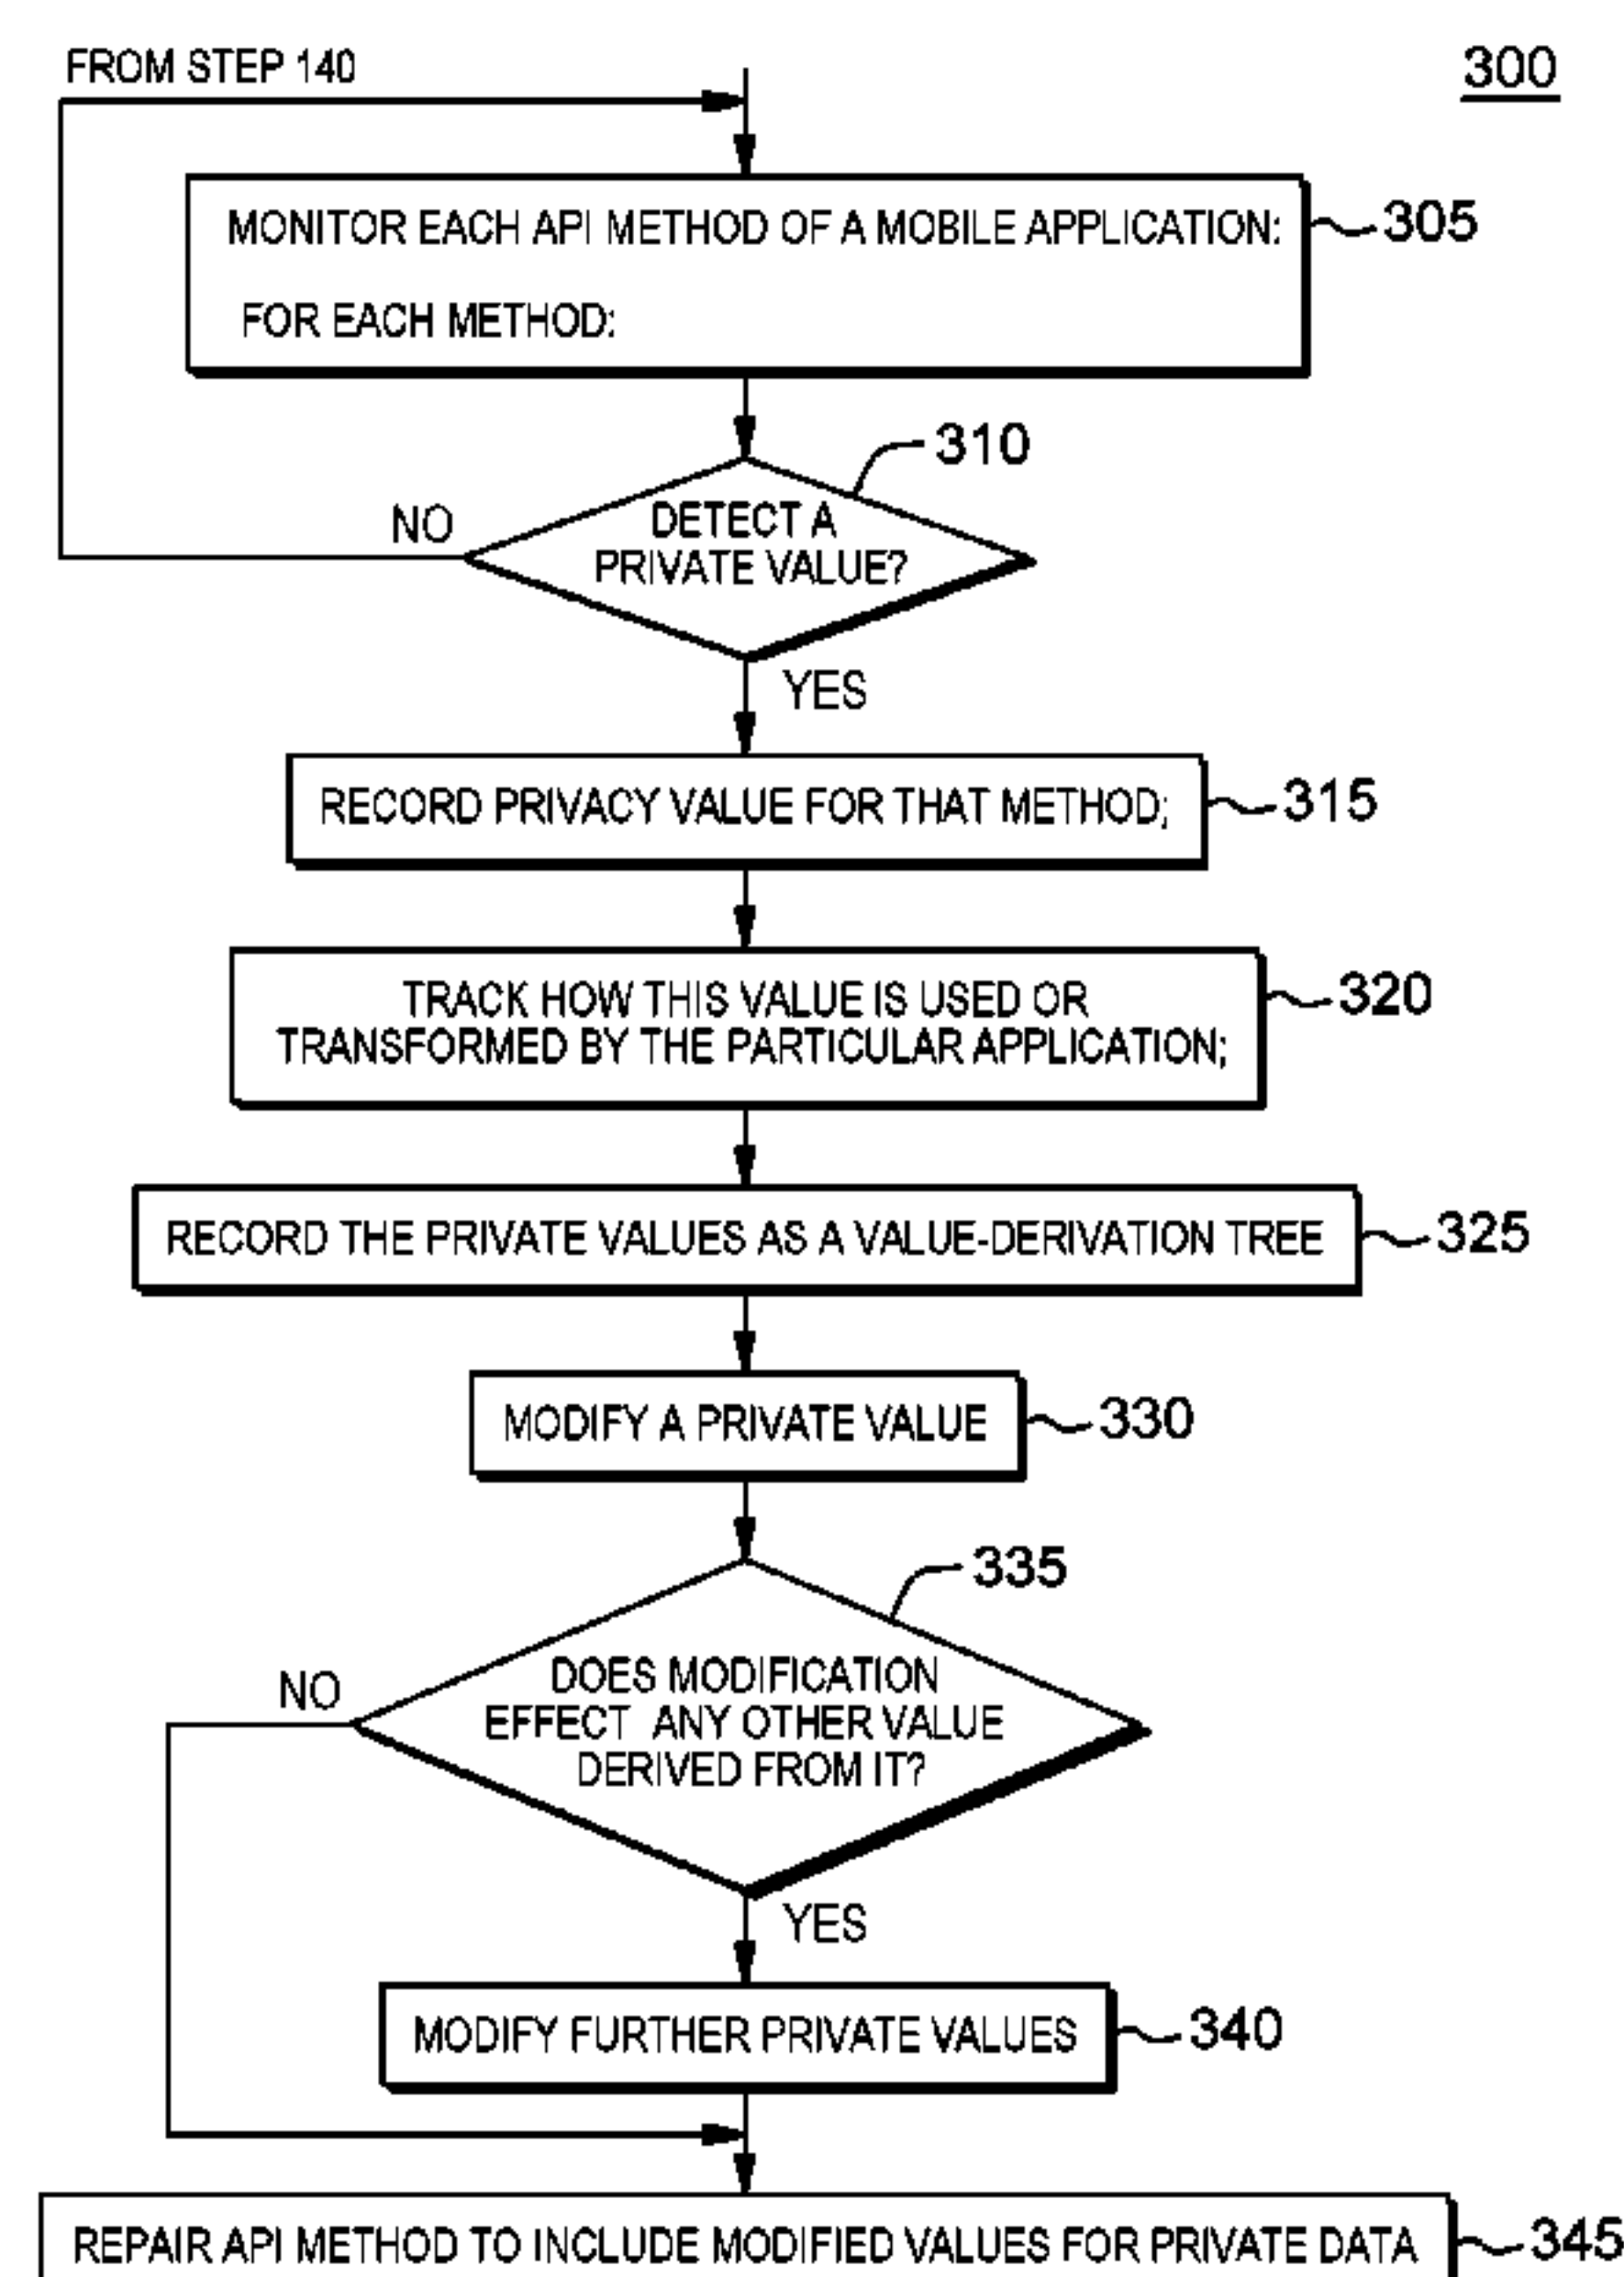 FROM STEP 140
300
MONITOR EACH API METHOD OF A MOBILE APPLICATION:
FOR EACH METHOD:
305
310
NO
DETECT A
PRIVATE VALUE?
YES
RECORD PRIVACY VALUE FOR THAT METHOD;
315
TRACK HOW THIS VALUE IS USED OR
TRANSFORMED BY THE PARTICULAR APPLICATION;
320
RECORD THE PRIVATE VALUES AS A VALUE-DERIVATION TREE
325
MODIFY A PRIVATE VALUE
330
335
NO
DOES MODIFICATION
EFFECT ANY OTHER VALUE
DERIVED FROM IT?
YES
MODIFY FURTHER PRIVATE VALUES
340
REPAIR API METHOD TO INCLUDE MODIFIED VALUES FOR PRIVATE DATA
345